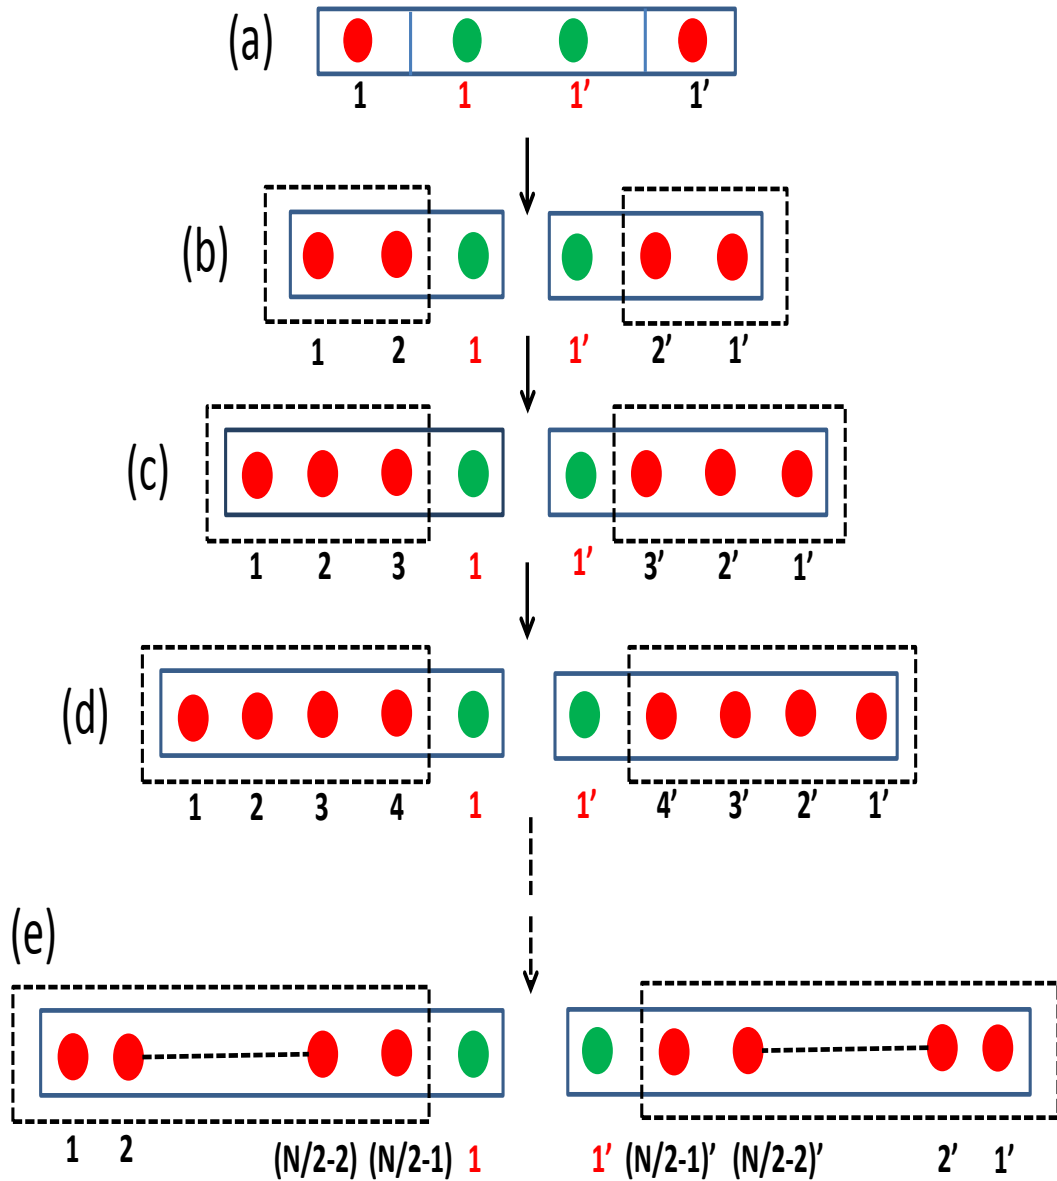 (a)
1 1 1’ 1’
(b)
1 2 1 1’ 2’ 1’
(c)
1 2 3 1 1’ 3’ 2’ 1’
(d)
1 2 3 4 1 1’ 4’ 3’ 2’ 1’
(e)
1 2 (N/2-2) (N/2-1) 1 1’ (N/2-1)’ (N/2-2)’ 2’ 1’